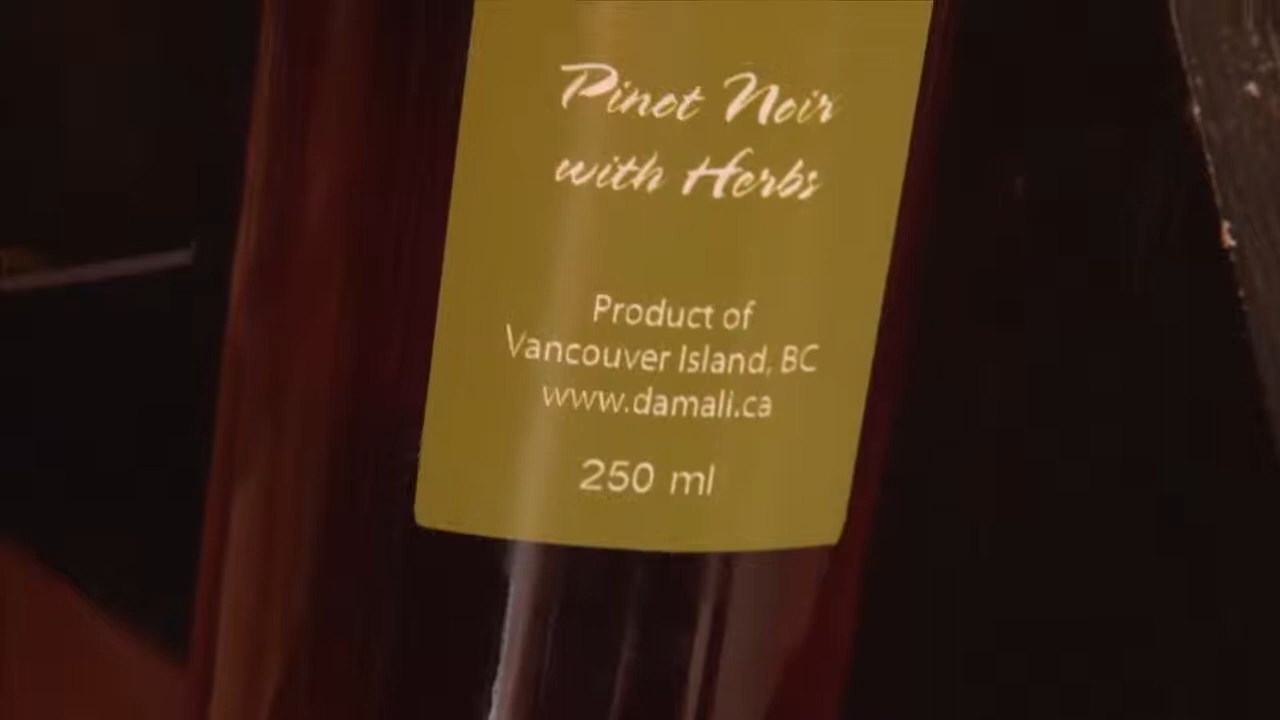 Pinot Noir
with Herbs
Product of
Vancouver Island, BC
www.damali.ca
250 ml